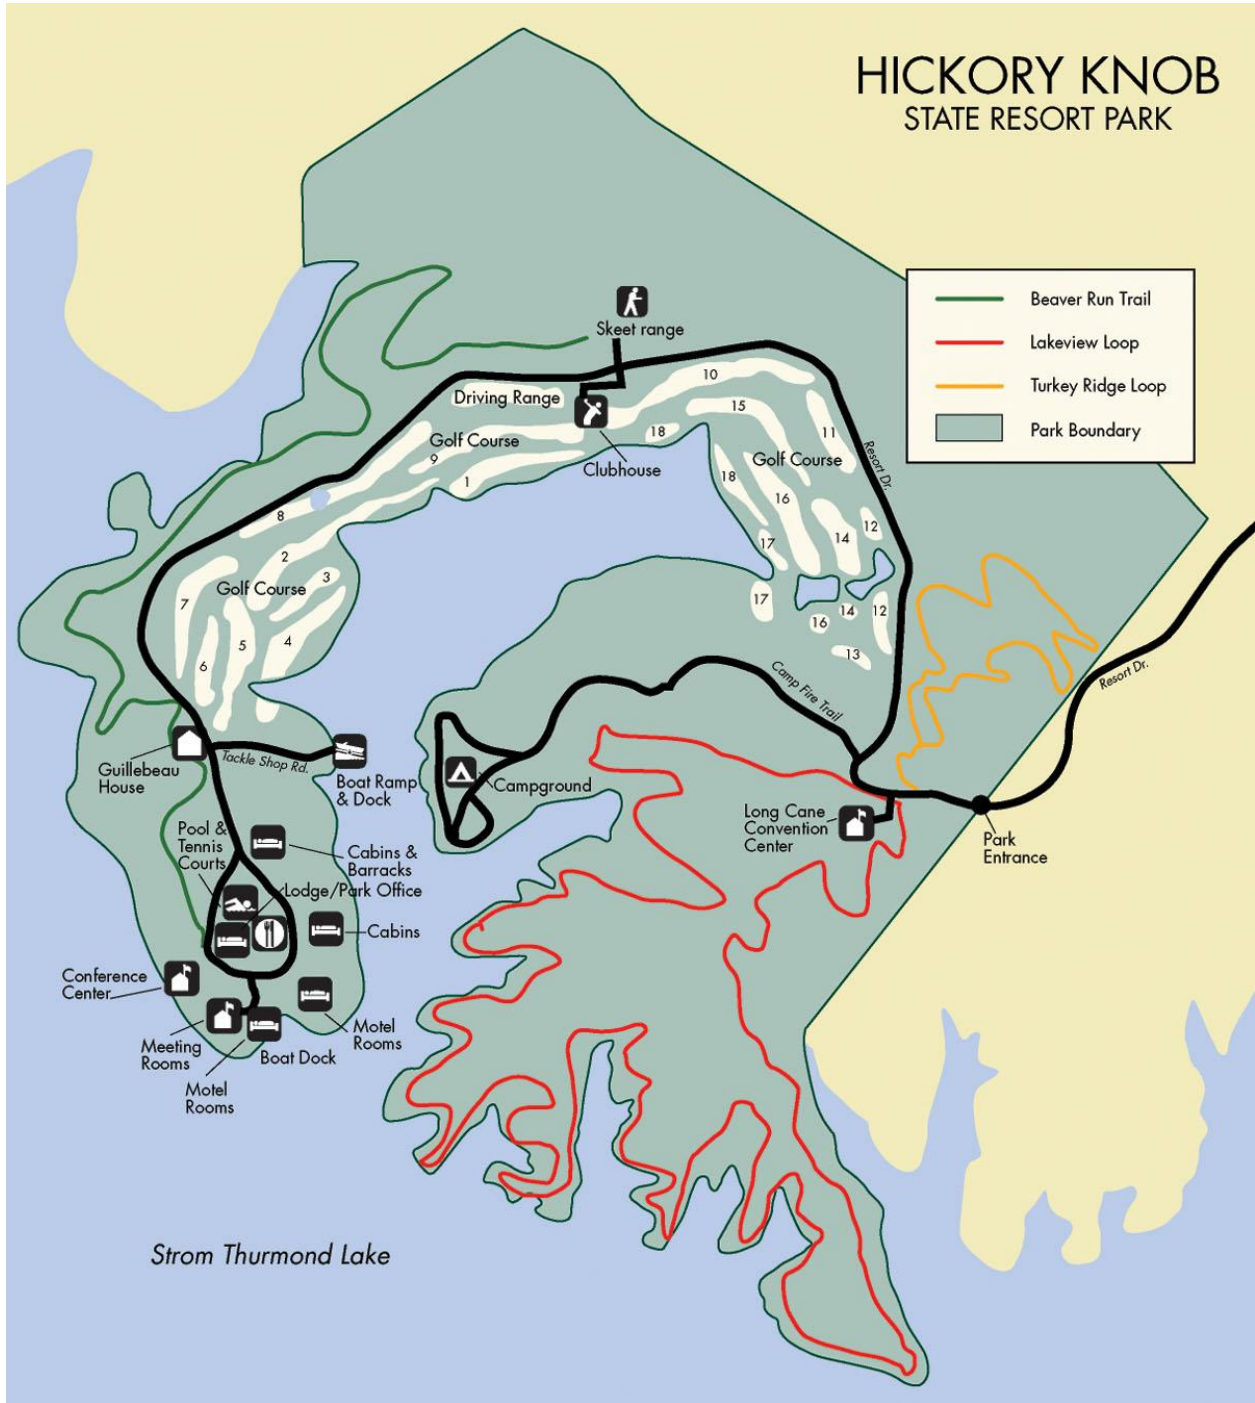 HICKORY KNOB
STATE RESORT PARK
Beaver Run Trail
Lakeview Loop
Turkey Ridge Loop
Park Boundary
Skeet range
10
Driving Range
15
11
18
Golf Course
9
Clubhouse
Golf Course
Resort Dr.
1
18
16
8
12
14
2
17
3
Golf Course
7
17
14
12
16
5
4
6
13
Camp Fire Trail
Resort Dr.
Guillebeau
House
Tackle Shop Rd.
Boat Ramp
& Dock
Campground
Long Cane
Convention
Center
Park
Entrance
Pool &
Tennis
Courts
Cabins &
Barracks
Lodge/Park Office
Cabins
Conference
Center
Meeting
Rooms
Motel
Rooms
Boat Dock
Motel
Rooms
Strom Thurmond Lake